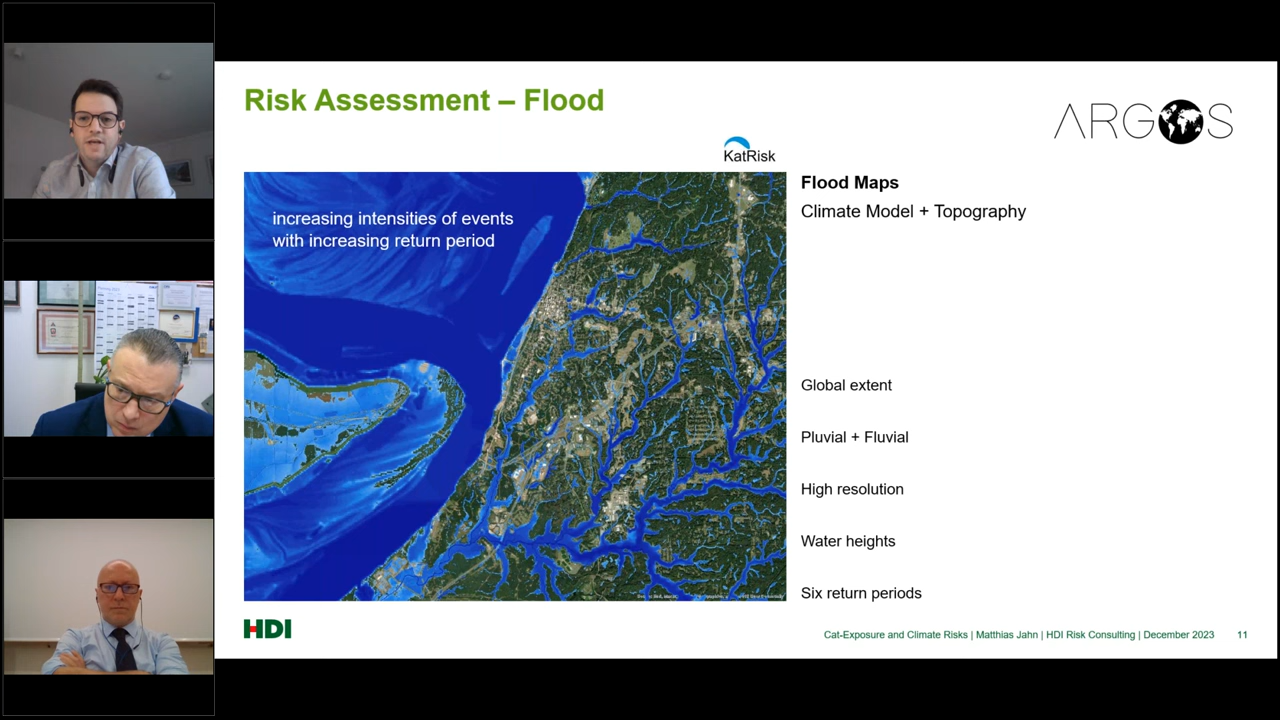 Risk Assessment – Flood
ARGOS
KatRisk
increasing intensities of events
with increasing return period
Flood Maps
Climate Model + Topography
Global extent
Pluvial + Fluvial
High resolution
Water heights
Six return periods
HDI
Cat-Exposure and Climate Risks | Matthias Jahn | HDI Risk Consulting | December 2023 11